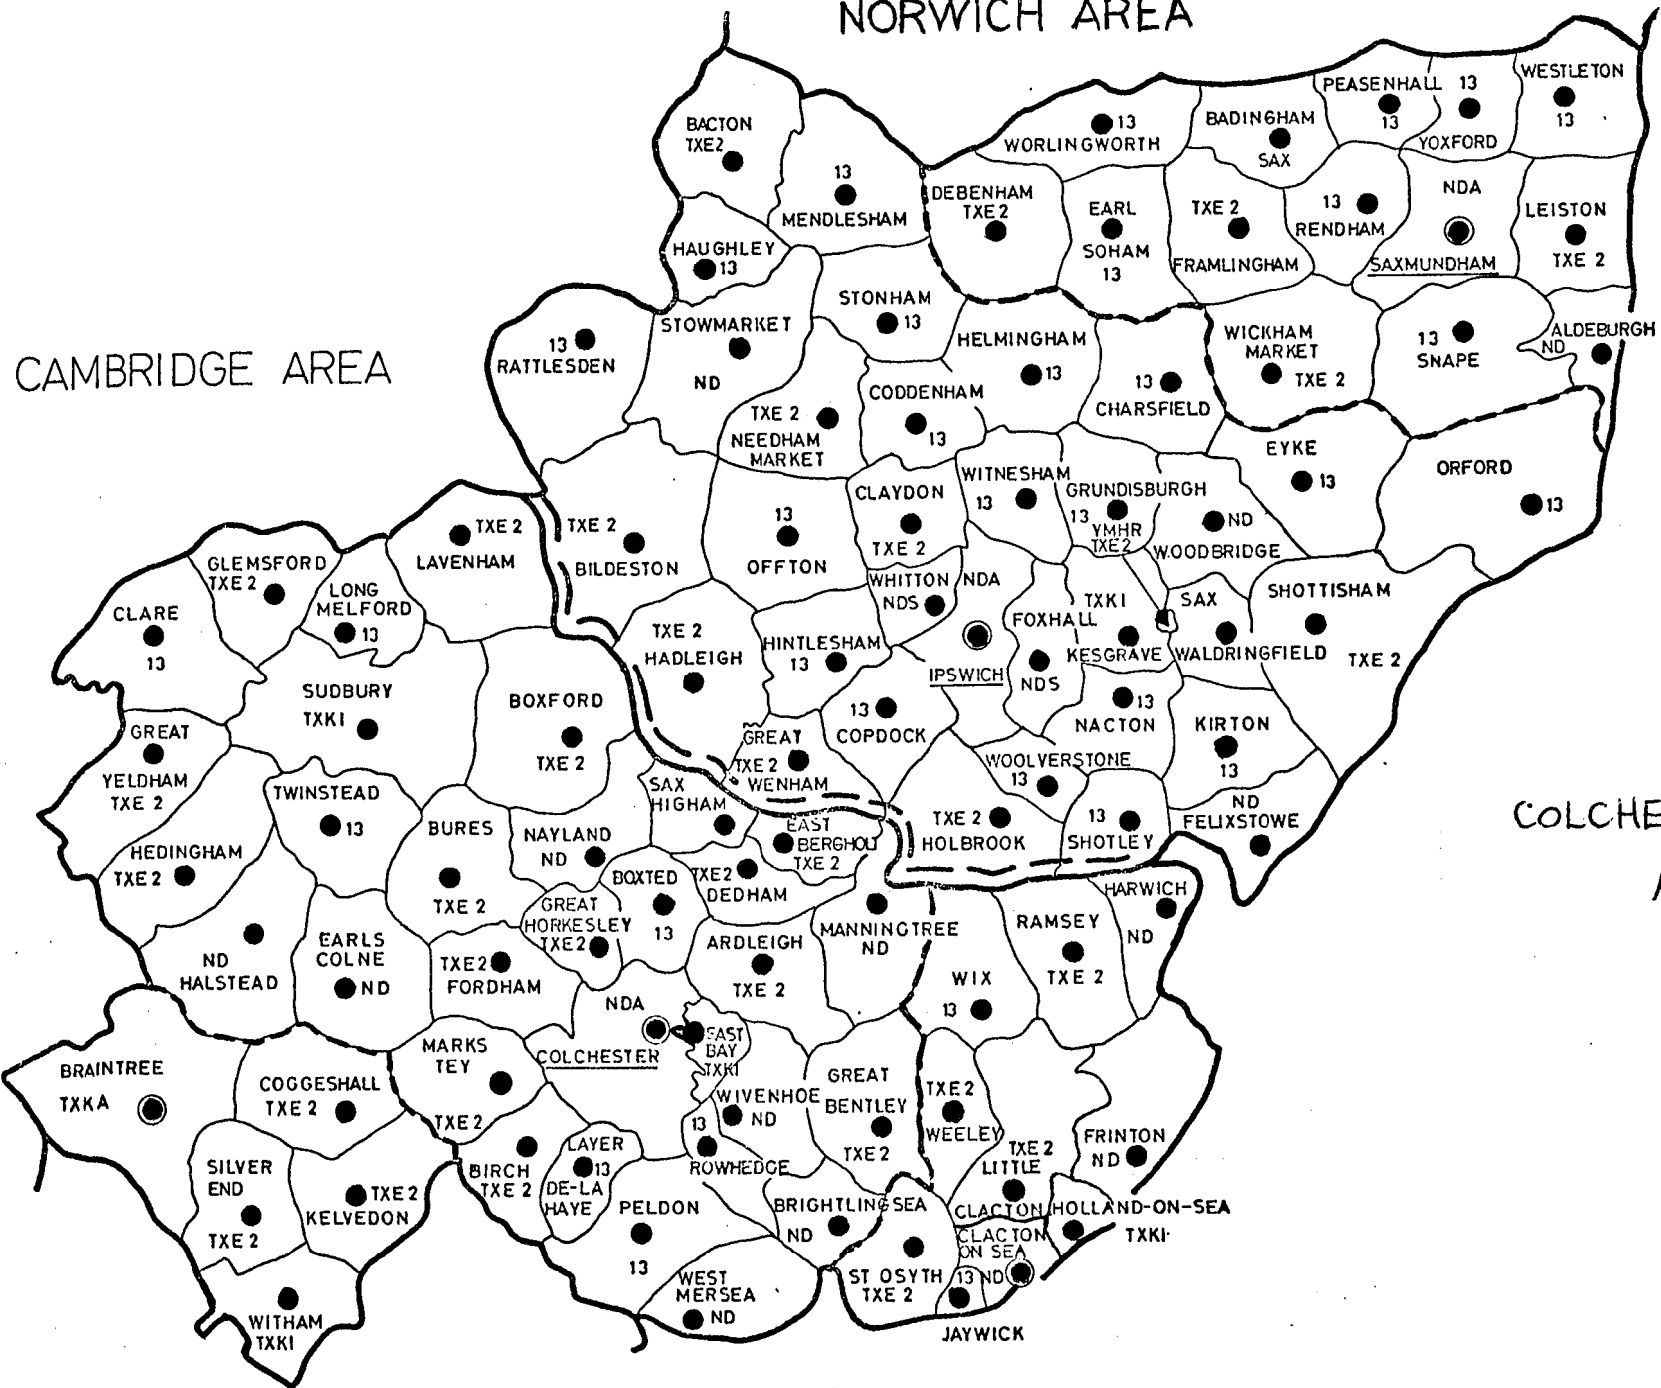 NORWICH AREA
CAMBRIDGE AREA
COLCHE
BACTON
TXE2
13
MENDLESHAM
HAUGHLEY
13
13
WORLINGWORTH
BADINGHAM
SAX
PEASENHALL
13
13
YOXFORD
WESTLETON
13
DEBENHAM
TXE2
EARL
SOHAM
13
TXE 2
FRAMLINGHAM
13
RENDHAM
NDA
SAXMUNDHAM
LEISTON
TXE 2
13
RATTLESDEN
STOWMARKET
ND
STONHAM
13
HELMINGHAM
13
13
CHARSFIELD
WICKHAM
MARKET
TXE 2
13
SNAPE
ALDEBURGH
ND
TXE 2
NEEDHAM
MARKET
CODDENHAM
13
EYKE
13
ORFORD
13
TXE 2
LAVENHAM
TXE 2
BILDESTON
13
OFFTON
CLAYDON
TXE 2
WITNESHAM
13
GRUNDISBURGH
13
YMHR
TXE2
ND
WOODBRIDGE
GLEMSFORD
TXE2
LONG
MELFORD
13
CLARE
13
WHITTON
NDS
NDA
IPSWICH
FOXHALL
NDS
TXKI
KESGRAVE
SAX
WALDRINGFIELD
SHOTTISHAM
TXE 2
TXE 2
HADLEIGH
HINTLESHAM
13
SUDBURY
TXKI
BOXFORD
TXE 2
13
COPDOCK
13
NACTON
KIRTON
13
GREAT
YELDHAM
TXE 2
GREAT
TXE 2
WENHAM
WOOLVERSTONE
13
TWINSTEAD
13
BURES
TXE 2
SAX
HIGHAM
NAYLAND
ND
EAST
BERGHOLT
TXE 2
TXE 2
HOLBROOK
13
SHOTLEY
ND
FELIXSTOWE
HEDINGHAM
TXE 2
BOXTED
13
TXE2
DEDHAM
GREAT
HORKESLEY
TXE2
ND
HALSTEAD
EARLS
COLNE
ND
TXE2
FORDHAM
ARDLEIGH
TXE 2
MANNINGTREE
ND
WIX
13
RAMSEY
TXE 2
HARWICH
ND
NDA
COLCHESTER
EAST
BAY
TXKI
BRAINTREE
TXKA
COGGESHALL
TXE 2
MARKS
TEY
TXE 2
WIVENHOE
ND
GREAT
BENTLEY
TXE 2
TXE2
WEELEY
TXE 2
LITTLE
CLACTON
FRINTON
ND
SILVER
END
TXE 2
TXE2
KELVEDON
BIRCH
TXE 2
LAYER
13
DE-LA
HAYE
13
ROWHEDGE
PELDON
13
BRIGHTLINGSEA
ND
HOLLAND-ON-SEA
TXKI
CLACTON
ON SEA
ND
WITHAM
TXKI
WEST
MERSEA
ND
ST OSYTH
TXE 2
13
JAYWICK